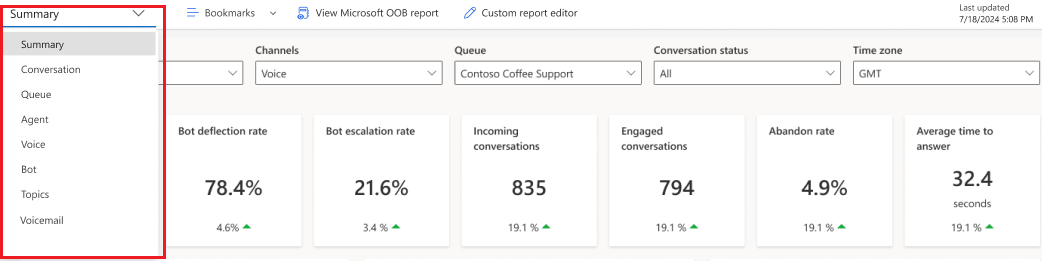 Summary
Bookmarks
View Microsoft OOB report
Custom report editor
Last updated
7/18/2024 5:08 PM
Summary
Conversation
Queue
Agent
Voice
Bot
Topics
Voicemail
Channels
Voice
Queue
Contoso Coffee Support
Conversation status
All
Time zone
GMT
Bot deflection rate
78.4%
4.6%
Bot escalation rate
21.6%
3.4 %
Incoming
conversations
835
19.1 %
Engaged
conversations
794
19.1 %
Abandon rate
4.9%
19.1 %
Average time to
answer
32.4
seconds
19.1 %